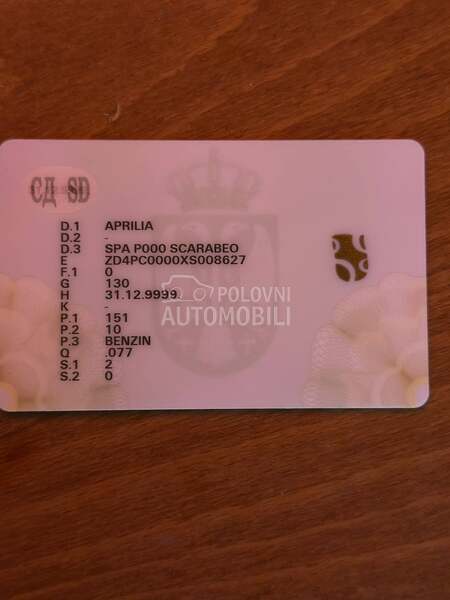 СД SD
D.1 APRILIA
D.2 -
D.3 SPA P000 SCARABEO
E ZD4PC0000XS008627
F.1 0
G 130
H 31.12.9999
K -
P.1 151
P.2 10
P.3 BENZIN
Q .077
S.1 2
S.2 0
POLOVNI
AUTOMOBILI